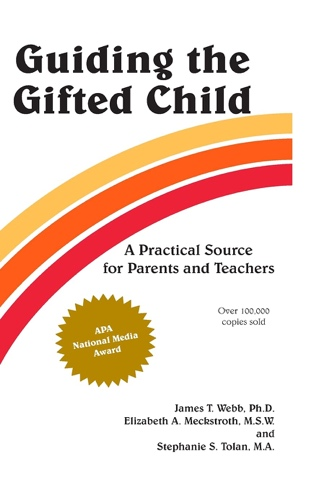 Guiding the
Gifted Child
A Practical Source
for Parents and Teachers
Over 100,000
copies sold
APA
National Media
Award
James T. Webb, Ph.D.
Elizabeth A. Meckstroth, M.S.W.
and
Stephanie S. Tolan, M.A.